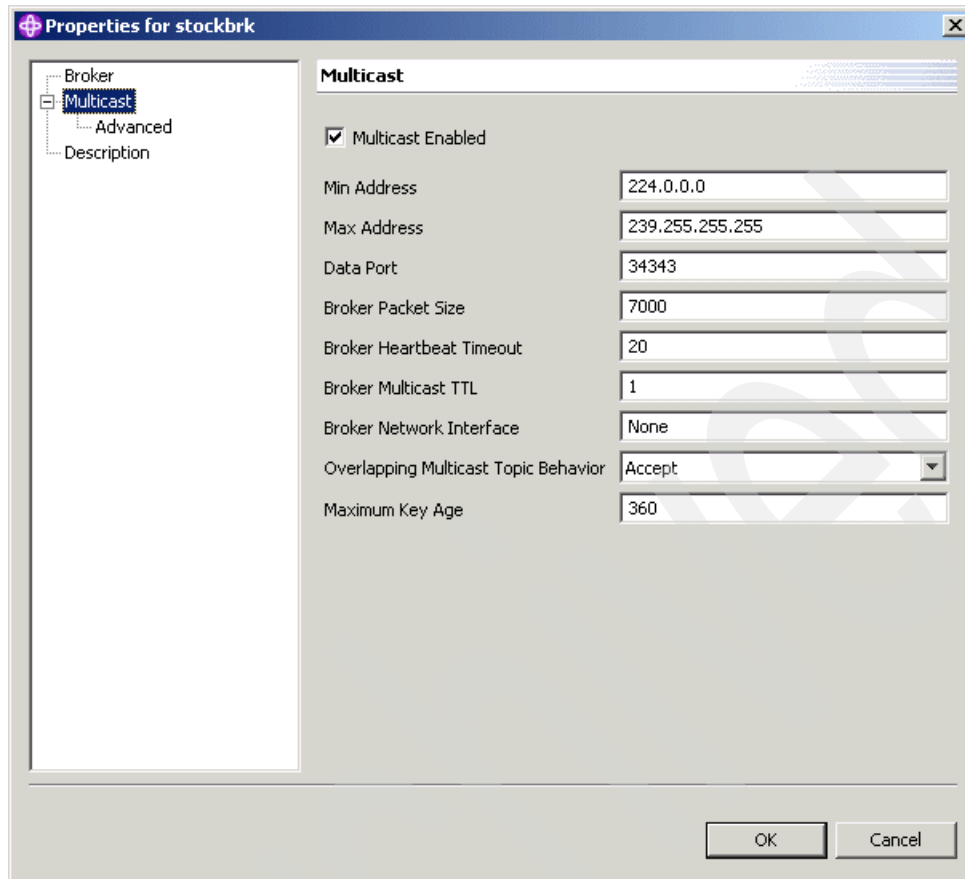 Properties for stockbrk
Broker
Multicast
Advanced
Description
Multicast
Multicast Enabled
Min Address 224.0.0.0
Max Address 239.255.255.255
Data Port 34343
Broker Packet Size 7000
Broker Heartbeat Timeout 20
Broker Multicast TTL 1
Broker Network Interface None
Overlapping Multicast Topic Behavior Accept
Maximum Key Age 360
OK Cancel